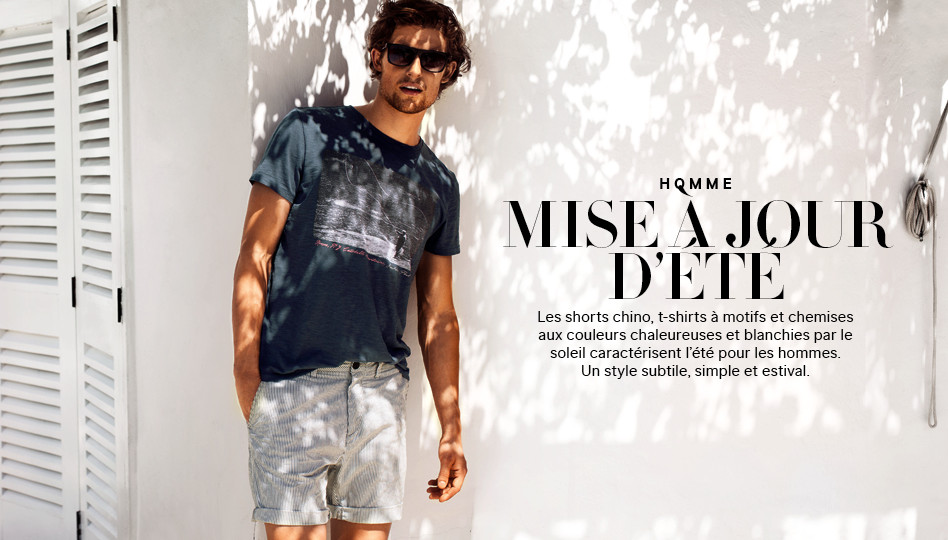 HOMME
MISE À JOUR
D'ÉTÉ
Les shorts chino, t-shirts à motifs et chemises
aux couleurs chaleureuses et blanchies par le
soleil caractérisent l'été pour les hommes.
Un style subtile, simple et estival.